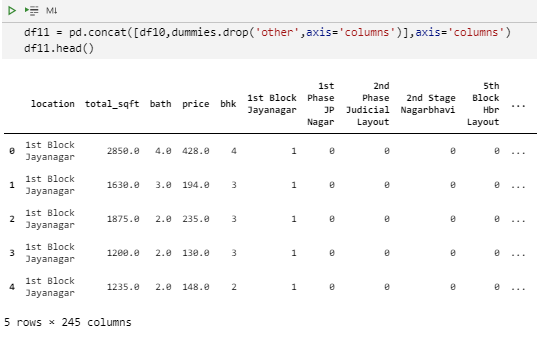 M↓
df11 = pd.concat([df10,dummies.drop('other',axis='columns')],axis='columns')
df11.head()
location total_sqft bath price bhk 1st Block Jayanagar 1st Phase JP Nagar 2nd Phase Judicial Layout 2nd Stage Nagarbhavi 5th Block Hbr Layout ...
0 1st Block Jayanagar 2850.0 4.0 428.0 4 1 0 0 0 0 ...
1 1st Block Jayanagar 1630.0 3.0 194.0 3 1 0 0 0 0 ...
2 1st Block Jayanagar 1875.0 2.0 235.0 3 1 0 0 0 0 ...
3 1st Block Jayanagar 1200.0 2.0 130.0 3 1 0 0 0 0 ...
4 1st Block Jayanagar 1235.0 2.0 148.0 2 1 0 0 0 0 ...
5 rows × 245 columns